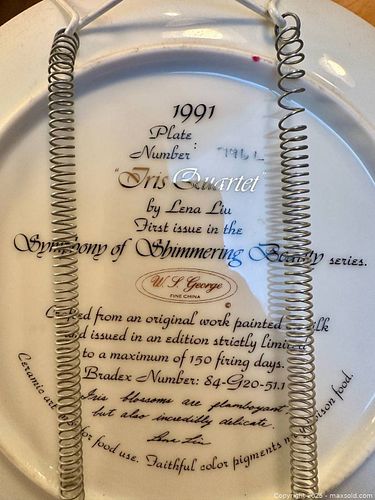 1991
Plate
Number:
"Iris Quartet"
by Lena Liu
First issue in the
Symphony of Shimmering Beauty series.
W. S. George
FINE CHINA
from an original work painted silk
and issued in an edition strictly limited
to a maximum of 150 firing days.
Bradex Number: 84-G20-51.1
Iris blossoms are flamboyant,
but also incredibly delicate.
Lena Liu
Ceramic art for food use. Faithful color pigments may poison food.
Copyright 2025 - maxsold.com